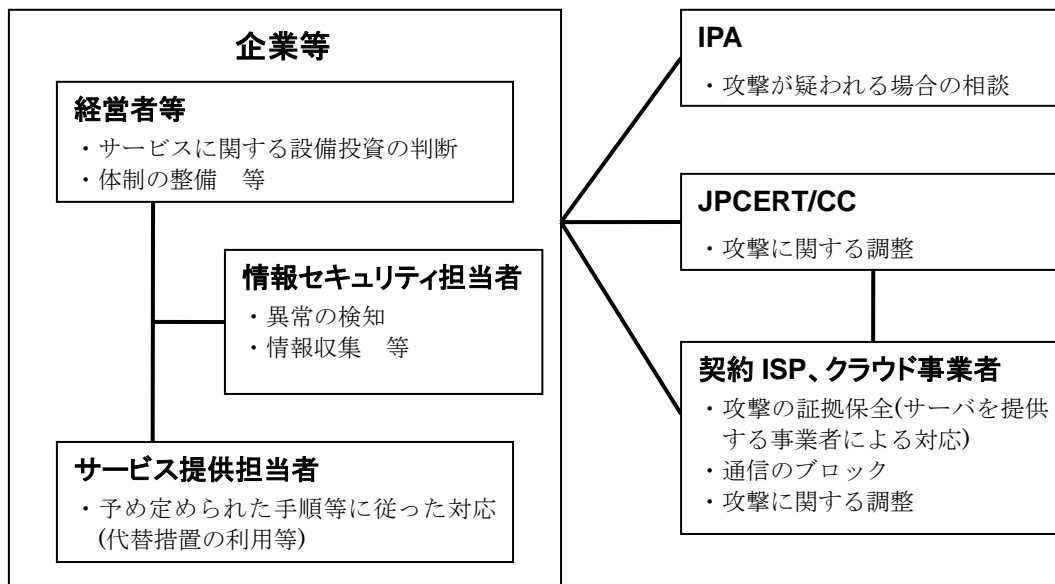 企業等
経営者等
・サービスに関する設備投資の判断
・体制の整備　等
情報セキュリティ担当者
・異常の検知
・情報収集　等
サービス提供担当者
・予め定められた手順等に従った対応
(代替措置の利用等)
IPA
・攻撃が疑われる場合の相談
JPCERT/CC
・攻撃に関する調整
契約 ISP、クラウド事業者
・攻撃の証拠保全(サーバを提供
する事業者による対応)
・通信のブロック
・攻撃に関する調整